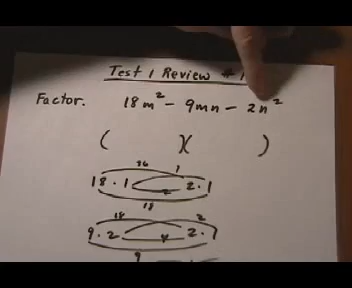 Test 1 Review #1
Factor. 18m² - 9mn - 2n²
( )( )
36 1
18 · 1 2 · 1
18
18 2
9 · 2 2 · 1
9